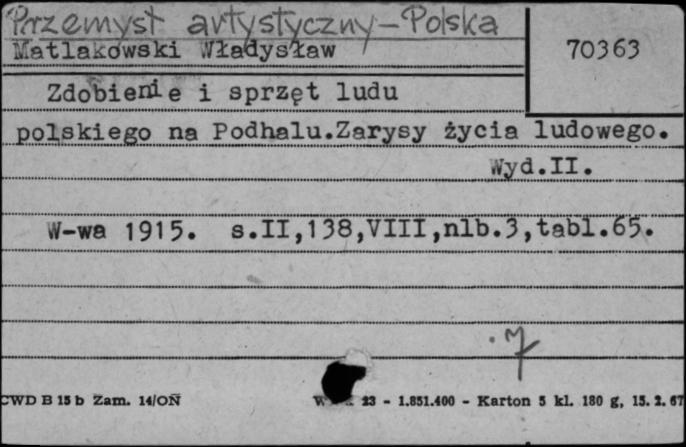 Przemysł artystyczny - Polska
Matlakowski Władysław
70363
Zdobienie i sprzęt ludu
polskiego na Podhalu.Zarysy życia ludowego.
Wyd.II.
W-wa 1915. s.II,138,VIII,nlb.3,tabl.65.
CWD B 15 b Zam. 14/OŃ
23 - 1.851.400 - Karton 5 kl. 180 g, 15. 2. 67